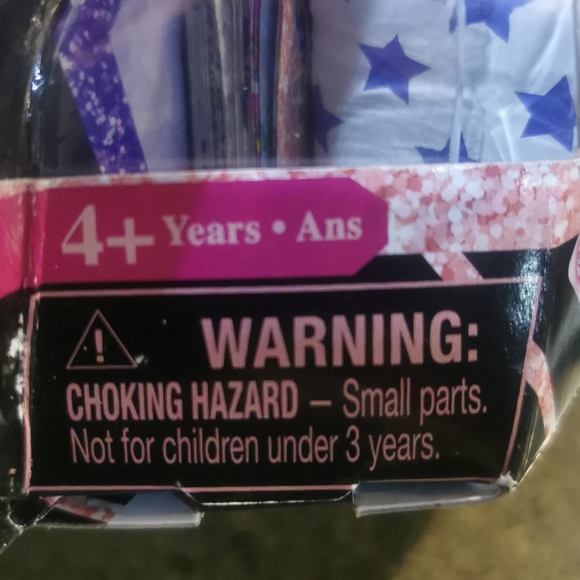 4+ Years • Ans
WARNING:
CHOKING HAZARD – Small parts.
Not for children under 3 years.